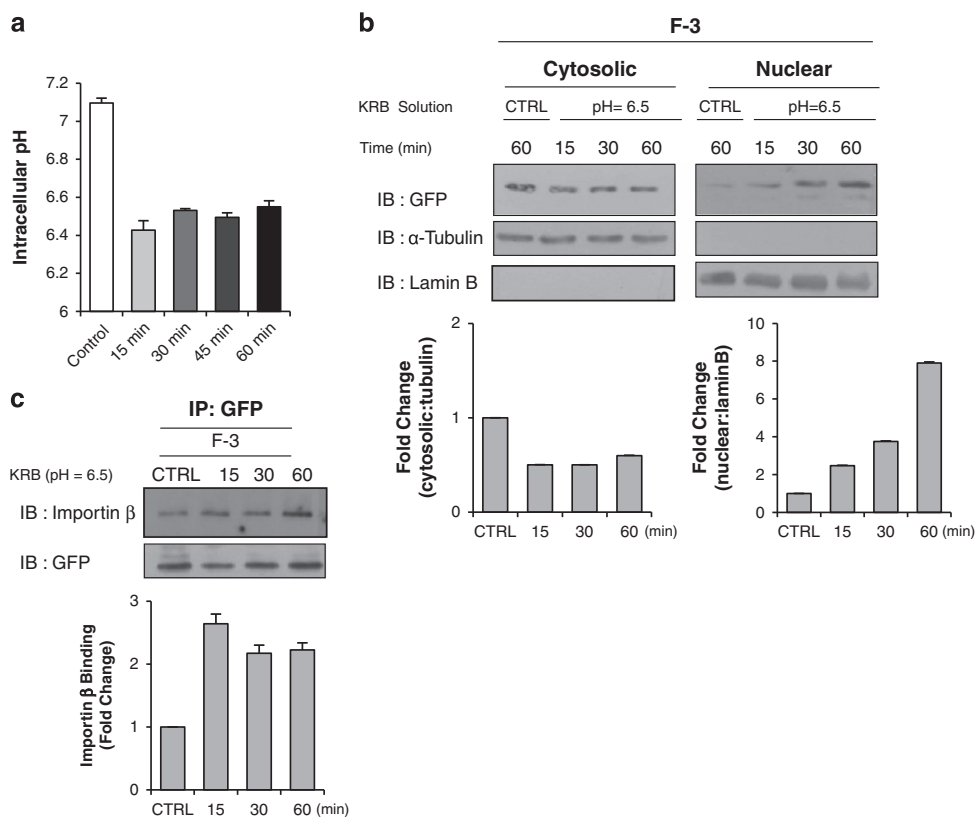 a
7.2
7
6.8
6.6
6.4
6.2
6
Intracellular pH
Control
15 min
30 min
45 min
60 min
b
F-3
Cytosolic
Nuclear
KRB Solution
CTRL
pH= 6.5
CTRL
pH=6.5
Time (min)
60 15 30 60
60 15 30 60
IB : GFP
IB : α-Tubulin
IB : Lamin B
2
1
0
Fold Change
(cytosolic:tubulin)
CTRL 15 30 60 (min)
10
8
6
4
2
0
Fold Change
(nuclear:laminB)
CTRL 15 30 60 (min)
c
IP: GFP
F-3
KRB (pH = 6.5) CTRL 15 30 60
IB : Importin β
IB : GFP
3
2
1
0
Importin β Binding
(Fold Change)
CTRL 15 30 60 (min)